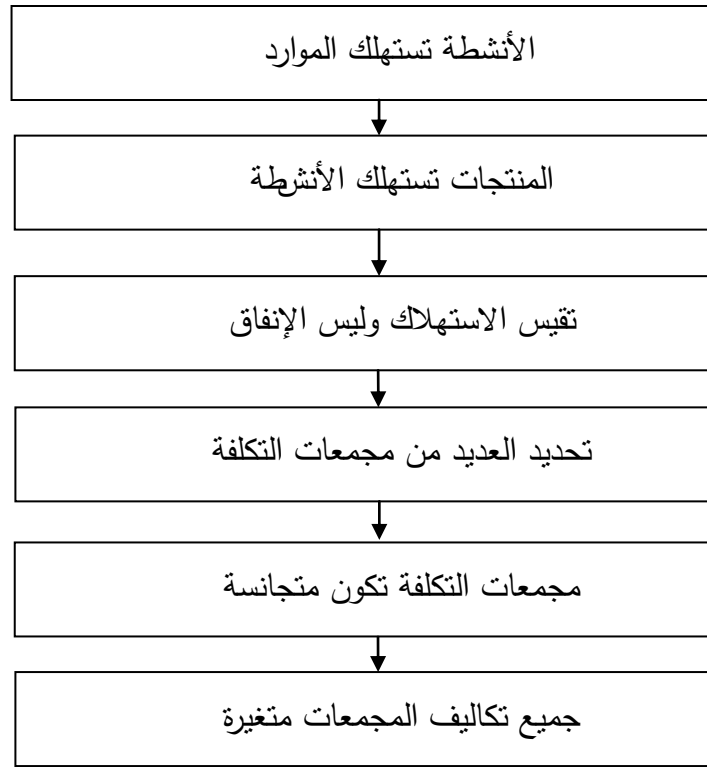 الأنشطة تستهلك الموارد
المنتجات تستهلك الأنشطة
تقيس الاستهلاك وليس الإنفاق
تحديد العديد من مجمعات التكلفة
مجمعات التكلفة تكون متجانسة
جميع تكاليف المجمعات متغيرة